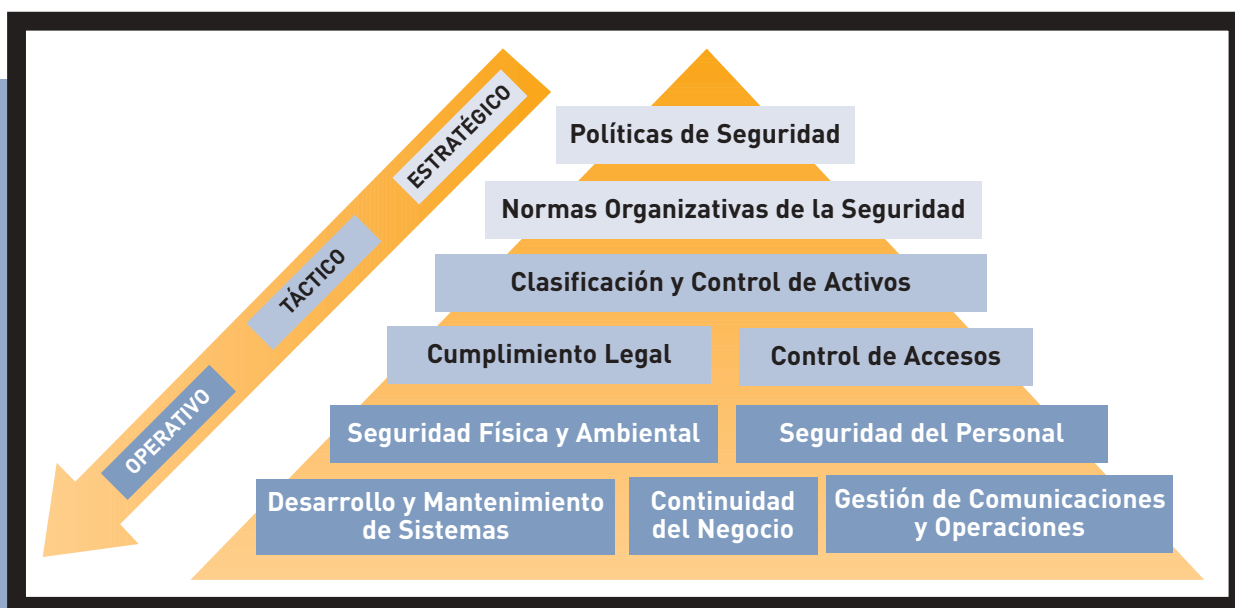 ESTRATÉGICO
TÁCTICO
OPERATIVO
Políticas de Seguridad
Normas Organizativas de la Seguridad
Clasificación y Control de Activos
Cumplimiento Legal
Control de Accesos
Seguridad Física y Ambiental
Seguridad del Personal
Desarrollo y Mantenimiento
de Sistemas
Continuidad
del Negocio
Gestión de Comunicaciones
y Operaciones